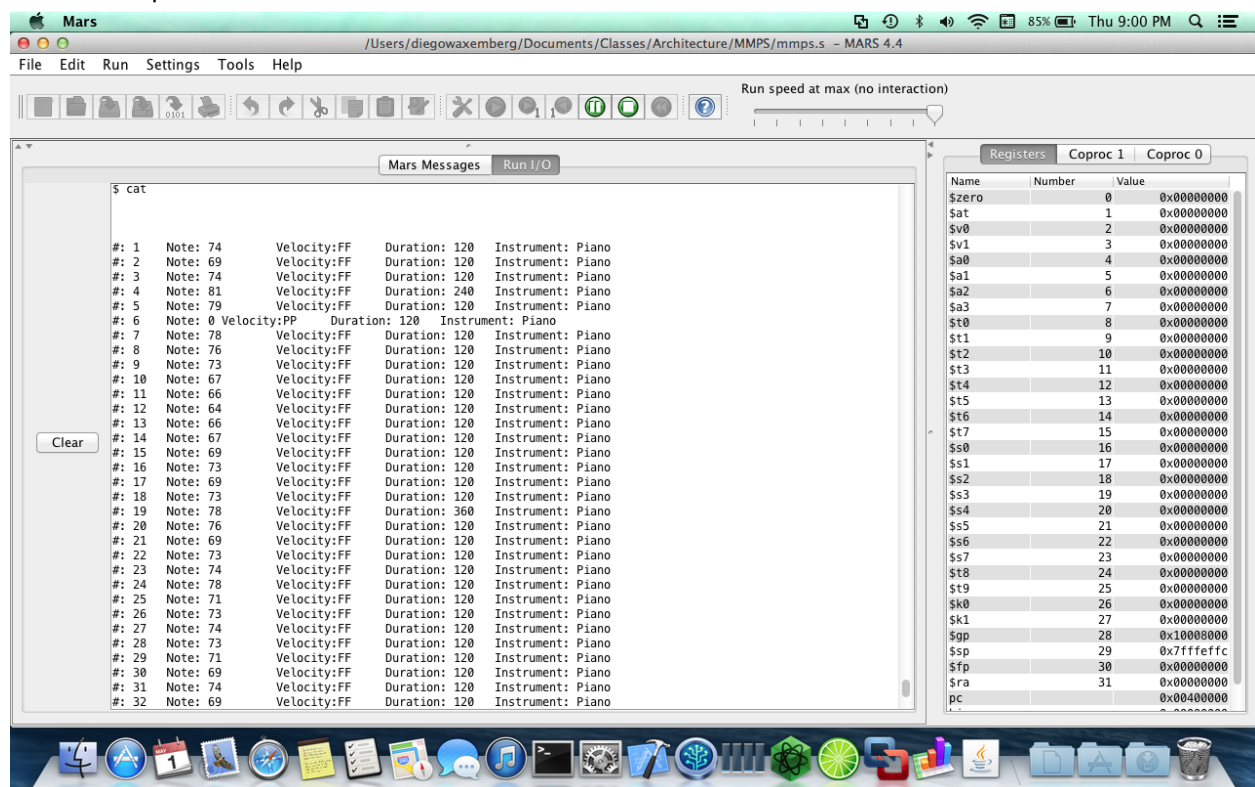 Mars 85% Thu 9:00 PM
/Users/diegowaxemberg/Documents/Classes/Architecture/MMPS/mmps.s - MARS 4.4
File Edit Run Settings Tools Help
Run speed at max (no interaction)
Mars Messages Run I/O
Registers Coproc 1 Coproc 0
Clear
$ cat
#: 1 Note: 74 Velocity:FF Duration: 120 Instrument: Piano
#: 2 Note: 69 Velocity:FF Duration: 120 Instrument: Piano
#: 3 Note: 74 Velocity:FF Duration: 120 Instrument: Piano
#: 4 Note: 81 Velocity:FF Duration: 240 Instrument: Piano
#: 5 Note: 79 Velocity:FF Duration: 120 Instrument: Piano
#: 6 Note: 0 Velocity:PP Duration: 120 Instrument: Piano
#: 7 Note: 78 Velocity:FF Duration: 120 Instrument: Piano
#: 8 Note: 76 Velocity:FF Duration: 120 Instrument: Piano
#: 9 Note: 73 Velocity:FF Duration: 120 Instrument: Piano
#: 10 Note: 67 Velocity:FF Duration: 120 Instrument: Piano
#: 11 Note: 66 Velocity:FF Duration: 120 Instrument: Piano
#: 12 Note: 64 Velocity:FF Duration: 120 Instrument: Piano
#: 13 Note: 66 Velocity:FF Duration: 120 Instrument: Piano
#: 14 Note: 67 Velocity:FF Duration: 120 Instrument: Piano
#: 15 Note: 69 Velocity:FF Duration: 120 Instrument: Piano
#: 16 Note: 73 Velocity:FF Duration: 120 Instrument: Piano
#: 17 Note: 69 Velocity:FF Duration: 120 Instrument: Piano
#: 18 Note: 73 Velocity:FF Duration: 120 Instrument: Piano
#: 19 Note: 78 Velocity:FF Duration: 360 Instrument: Piano
#: 20 Note: 76 Velocity:FF Duration: 120 Instrument: Piano
#: 21 Note: 69 Velocity:FF Duration: 120 Instrument: Piano
#: 22 Note: 73 Velocity:FF Duration: 120 Instrument: Piano
#: 23 Note: 74 Velocity:FF Duration: 120 Instrument: Piano
#: 24 Note: 78 Velocity:FF Duration: 120 Instrument: Piano
#: 25 Note: 71 Velocity:FF Duration: 120 Instrument: Piano
#: 26 Note: 73 Velocity:FF Duration: 120 Instrument: Piano
#: 27 Note: 74 Velocity:FF Duration: 120 Instrument: Piano
#: 28 Note: 73 Velocity:FF Duration: 120 Instrument: Piano
#: 29 Note: 71 Velocity:FF Duration: 120 Instrument: Piano
#: 30 Note: 69 Velocity:FF Duration: 120 Instrument: Piano
#: 31 Note: 74 Velocity:FF Duration: 120 Instrument: Piano
#: 32 Note: 69 Velocity:FF Duration: 120 Instrument: Piano
Name Number Value
$zero 0 0x00000000
$at 1 0x00000000
$v0 2 0x00000000
$v1 3 0x00000000
$a0 4 0x00000000
$a1 5 0x00000000
$a2 6 0x00000000
$a3 7 0x00000000
$t0 8 0x00000000
$t1 9 0x00000000
$t2 10 0x00000000
$t3 11 0x00000000
$t4 12 0x00000000
$t5 13 0x00000000
$t6 14 0x00000000
$t7 15 0x00000000
$s0 16 0x00000000
$s1 17 0x00000000
$s2 18 0x00000000
$s3 19 0x00000000
$s4 20 0x00000000
$s5 21 0x00000000
$s6 22 0x00000000
$s7 23 0x00000000
$t8 24 0x00000000
$t9 25 0x00000000
$k0 26 0x00000000
$k1 27 0x00000000
$gp 28 0x10008000
$sp 29 0x7fffeffc
$fp 30 0x00000000
$ra 31 0x00000000
pc 0x00400000
MAY
1